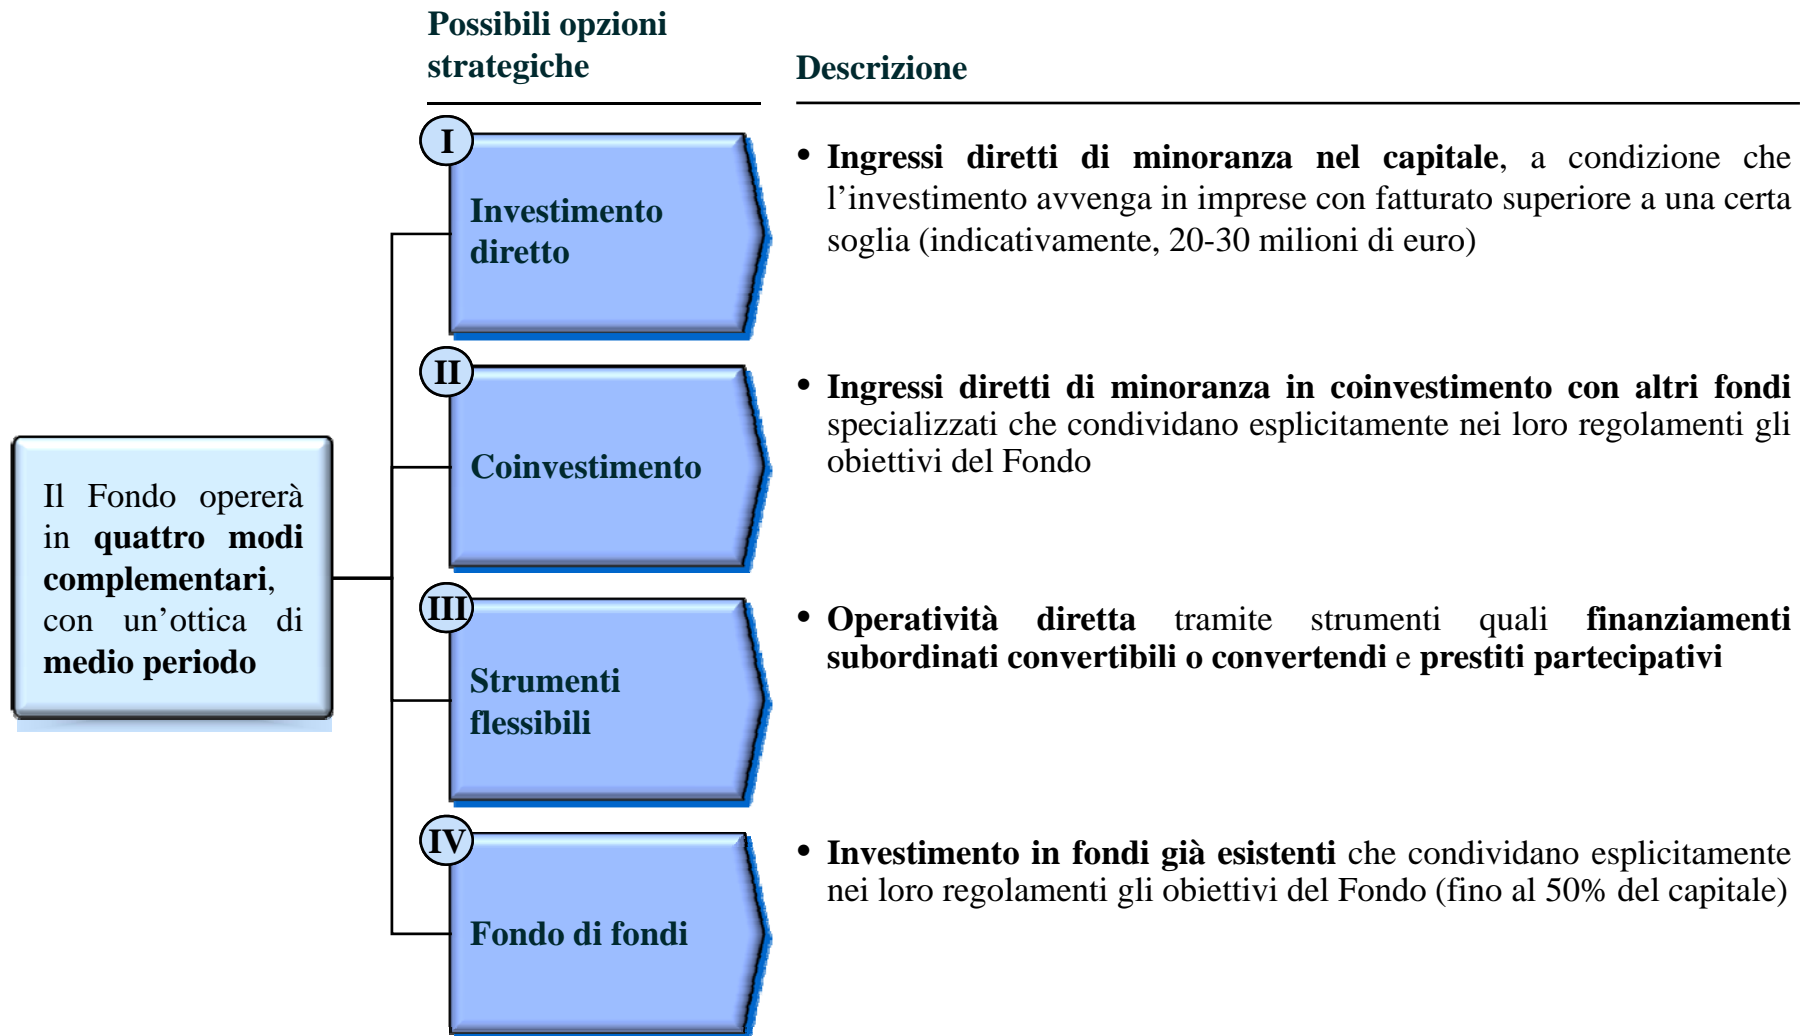 Possibili opzioni
strategiche
Descrizione
Il Fondo opererà
in quattro modi
complementari,
con un’ottica di
medio periodo
I
Investimento
diretto
• Ingressi diretti di minoranza nel capitale, a condizione che
l’investimento avvenga in imprese con fatturato superiore a una certa
soglia (indicativamente, 20-30 milioni di euro)
II
Coinvestimento
• Ingressi diretti di minoranza in coinvestimento con altri fondi
specializzati che condividano esplicitamente nei loro regolamenti gli
obiettivi del Fondo
III
Strumenti
flessibili
• Operatività diretta tramite strumenti quali finanziamenti
subordinati convertibili o convertendi e prestiti partecipativi
IV
Fondo di fondi
• Investimento in fondi già esistenti che condividano esplicitamente
nei loro regolamenti gli obiettivi del Fondo (fino al 50% del capitale)